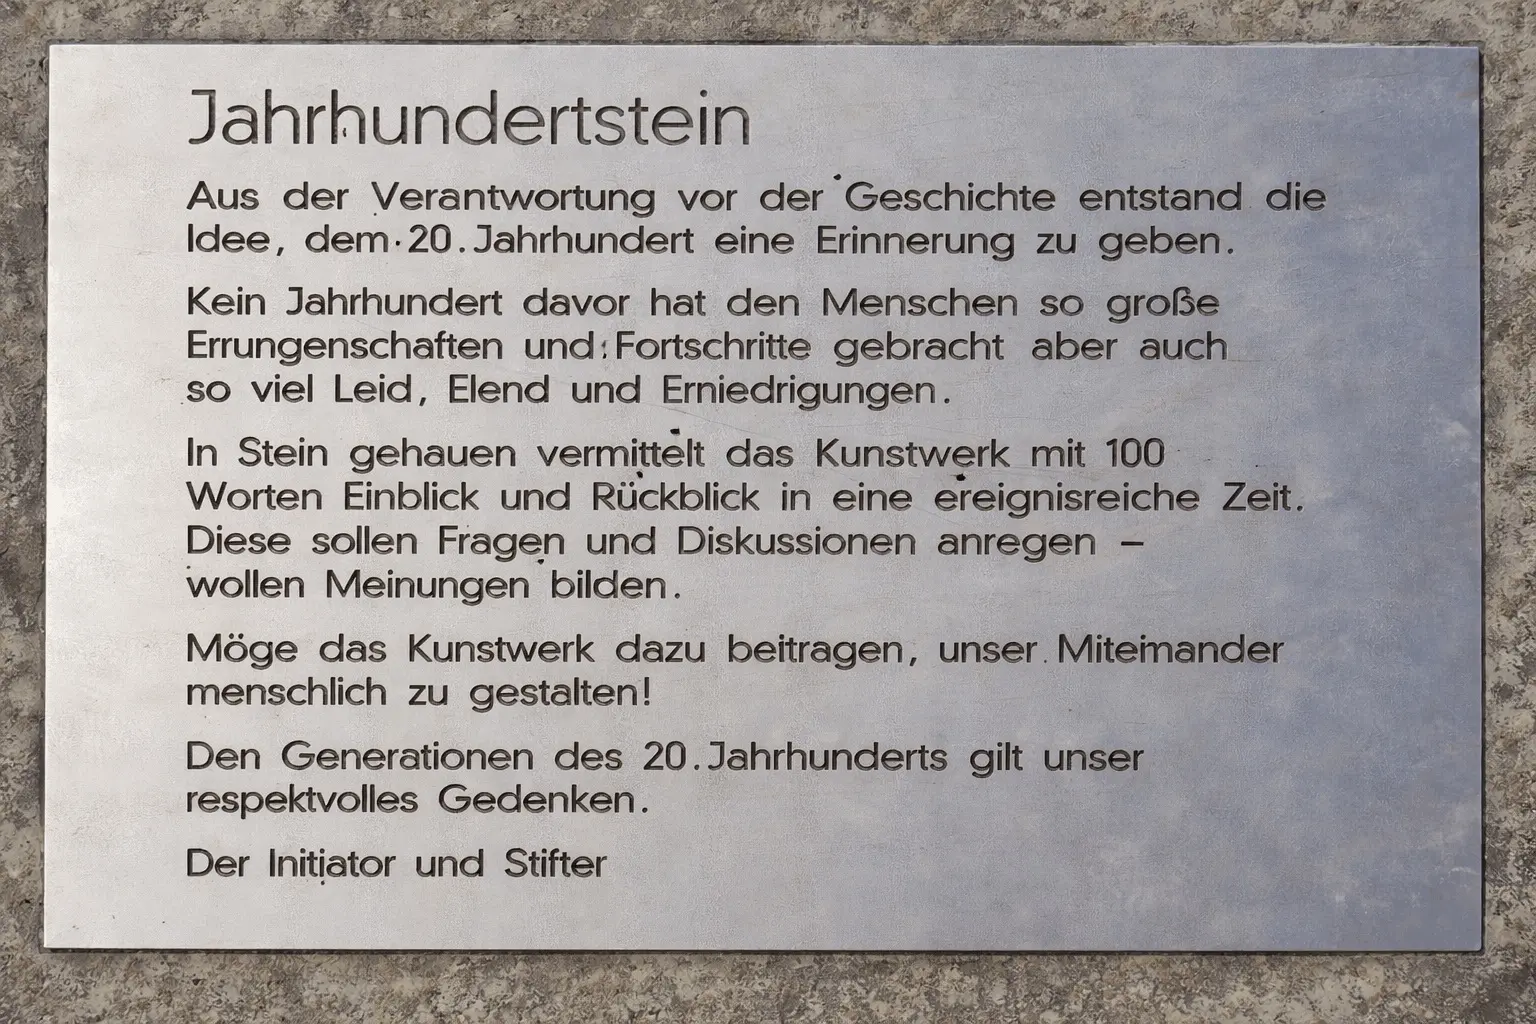 Jahrhundertstein
Aus der Verantwortung vor der Geschichte entstand die
Idee, dem 20. Jahrhundert eine Erinnerung zu geben.
Kein Jahrhundert davor hat den Menschen so große
Errungenschaften und Fortschritte gebracht aber auch
so viel Leid, Elend und Erniedrigungen.
In Stein gehauen vermittelt das Kunstwerk mit 100
Worten Einblick und Rückblick in eine ereignisreiche Zeit.
Diese sollen Fragen und Diskussionen anregen –
wollen Meinungen bilden.
Möge das Kunstwerk dazu beitragen, unser Miteinander
menschlich zu gestalten!
Den Generationen des 20. Jahrhunderts gilt unser
respektvolles Gedenken.
Der Initiator und Stifter